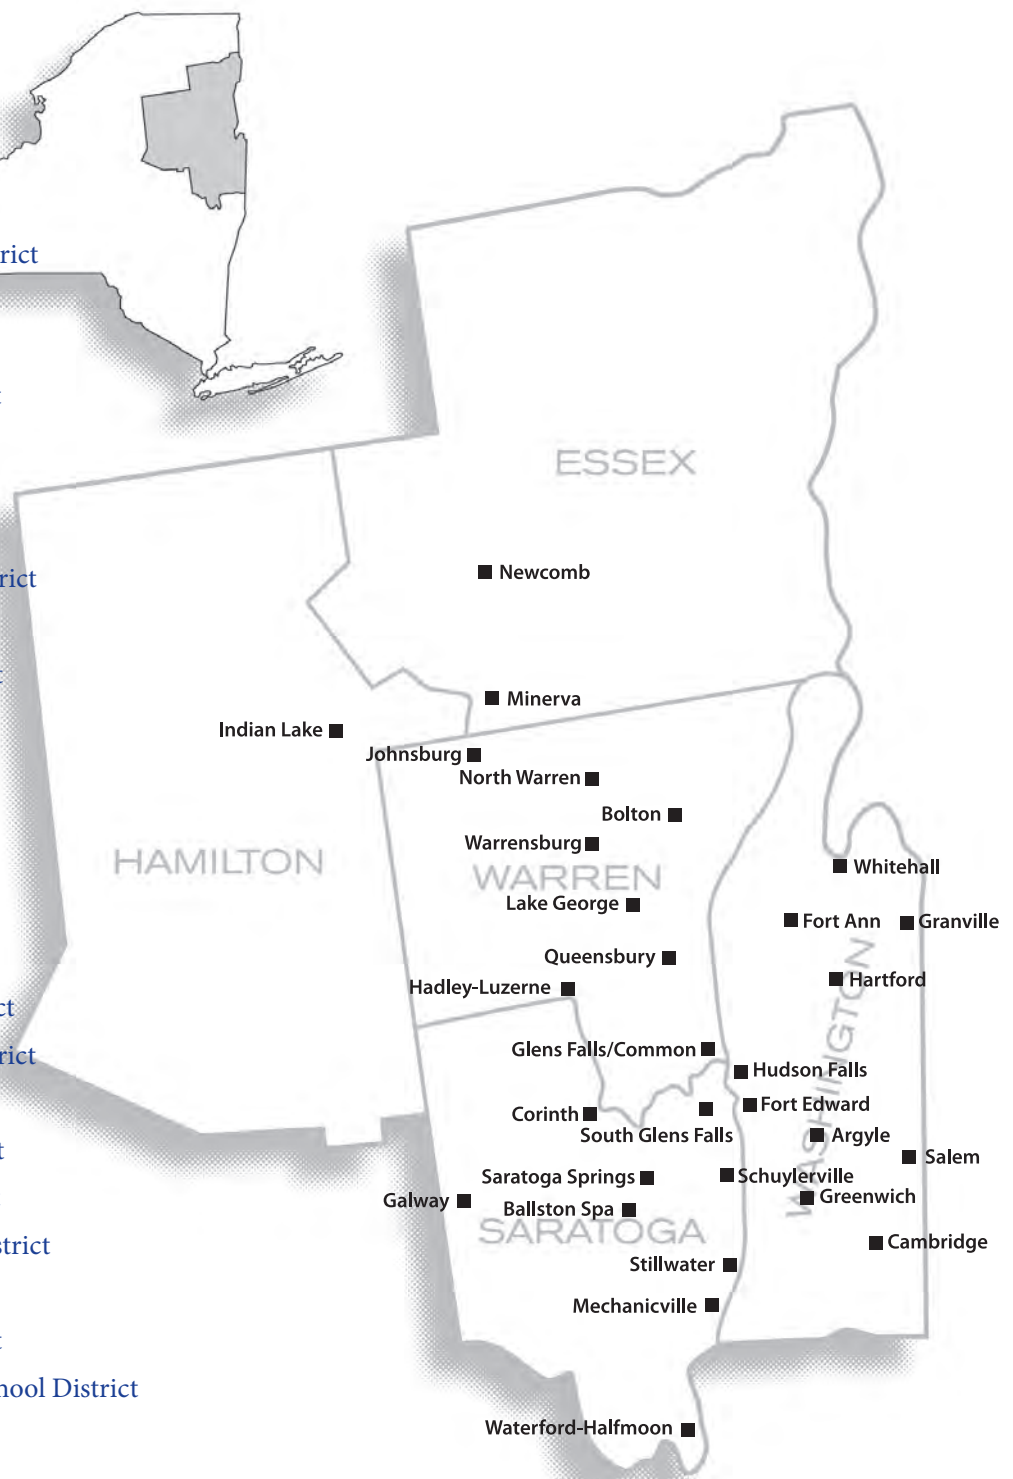 rict
ESSEX
rict
Newcomb
Minerva
Indian Lake
Johnsburg
North Warren
Bolton
Warrensburg
HAMILTON
WARREN
Whitehall
Lake George
Fort Ann
Granville
Queensbury
WASHINGTON
Hartford
Hadley-Luzerne
ct
Glens Falls/Common
rict
Hudson Falls
Fort Edward
Corinth
South Glens Falls
Argyle
Salem
Saratoga Springs
Schuylerville
Galway
Greenwich
Ballston Spa
SARATOGA
strict
Cambridge
Stillwater
Mechanicville
ool District
Waterford-Halfmoon